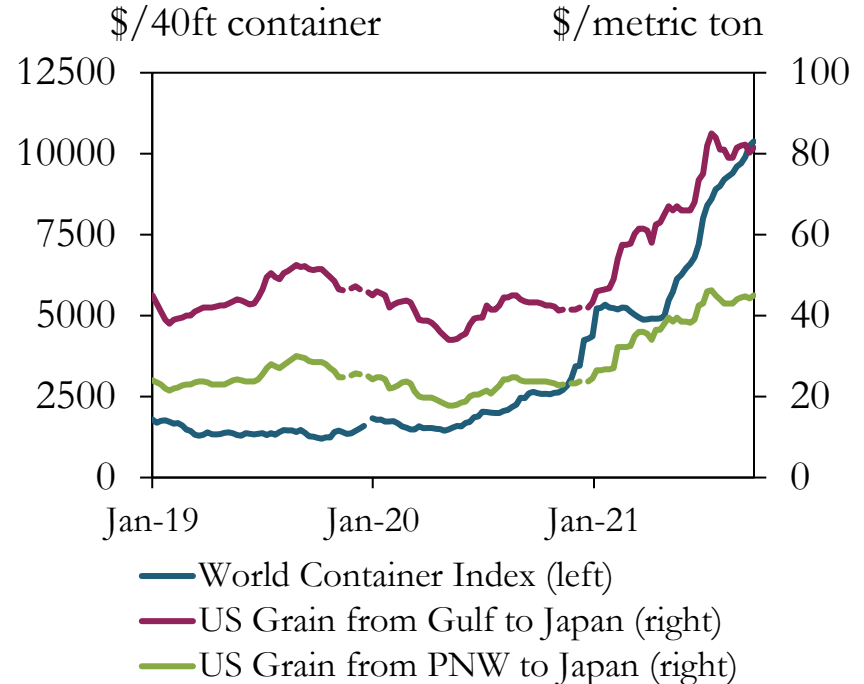 $/40ft container $/metric ton
12500 100
10000 80
7500 60
5000 40
2500 20
0 0
Jan-19 Jan-20 Jan-21
World Container Index (left)
US Grain from Gulf to Japan (right)
US Grain from PNW to Japan (right)